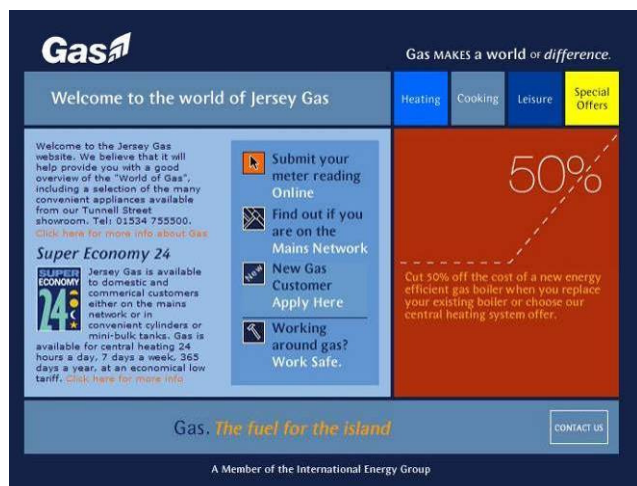 Gas
Gas MAKES a world OF difference.
Welcome to the world of Jersey Gas
Heating
Cooking
Leisure
Special
Offers
Welcome to the Jersey Gas
website. We believe that it will
help provide you with a good
overview of the "World of Gas",
including a selection of the many
convenient appliances available
from our Tunnell Street
showroom. Tel: 01534 755500.
Click here for more info about Gas
Super Economy 24
SUPER
ECONOMY
24
Jersey Gas is available
to domestic and
commerical customers
either on the mains
network or in
convenient cylinders or
mini-bulk tanks. Gas is
available for central heating 24
hours a day, 7 days a week, 365
days a year, at an economical low
tariff. Click here for more info
Submit your
meter reading
Online
Find out if you
are on the
Mains Network
New
New Gas
Customer
Apply Here
Working
around gas?
Work Safe.
50%
Cut 50% off the cost of a new energy
efficient gas boiler when you replace
your existing boiler or choose our
central heating system offer.
Gas. The fuel for the island
CONTACT US
A Member of the International Energy Group